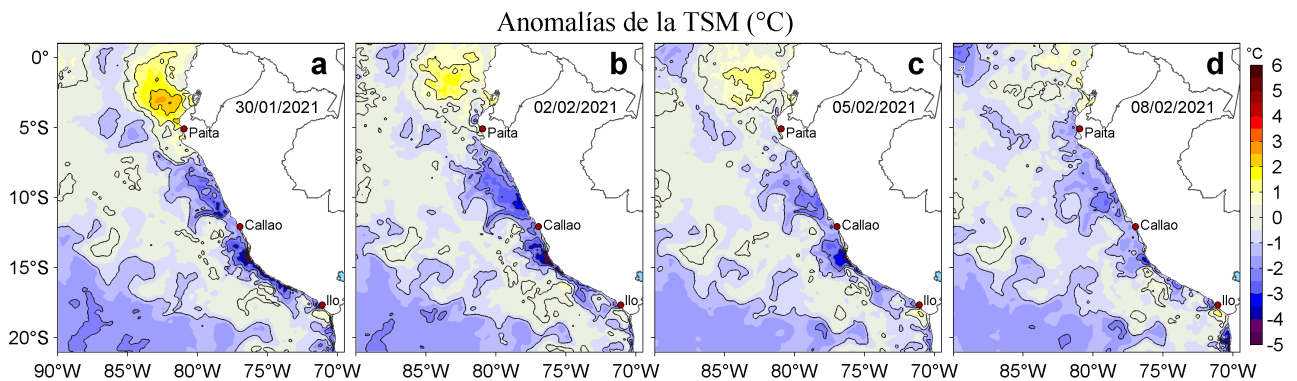 Anomalías de la TSM (°C)
a
30/01/2021
Paita
Callao
Ilo
b
02/02/2021
Paita
Callao
Ilo
c
05/02/2021
Paita
Callao
Ilo
d
08/02/2021
Paita
Callao
Ilo
0°
5°S
10°S
15°S
20°S
90°W 85°W 80°W 75°W 70°W
85°W 80°W 75°W 70°W
85°W 80°W 75°W 70°W
85°W 80°W 75°W 70°W
°C
6
5
4
3
2
1
0
-1
-2
-3
-4
-5